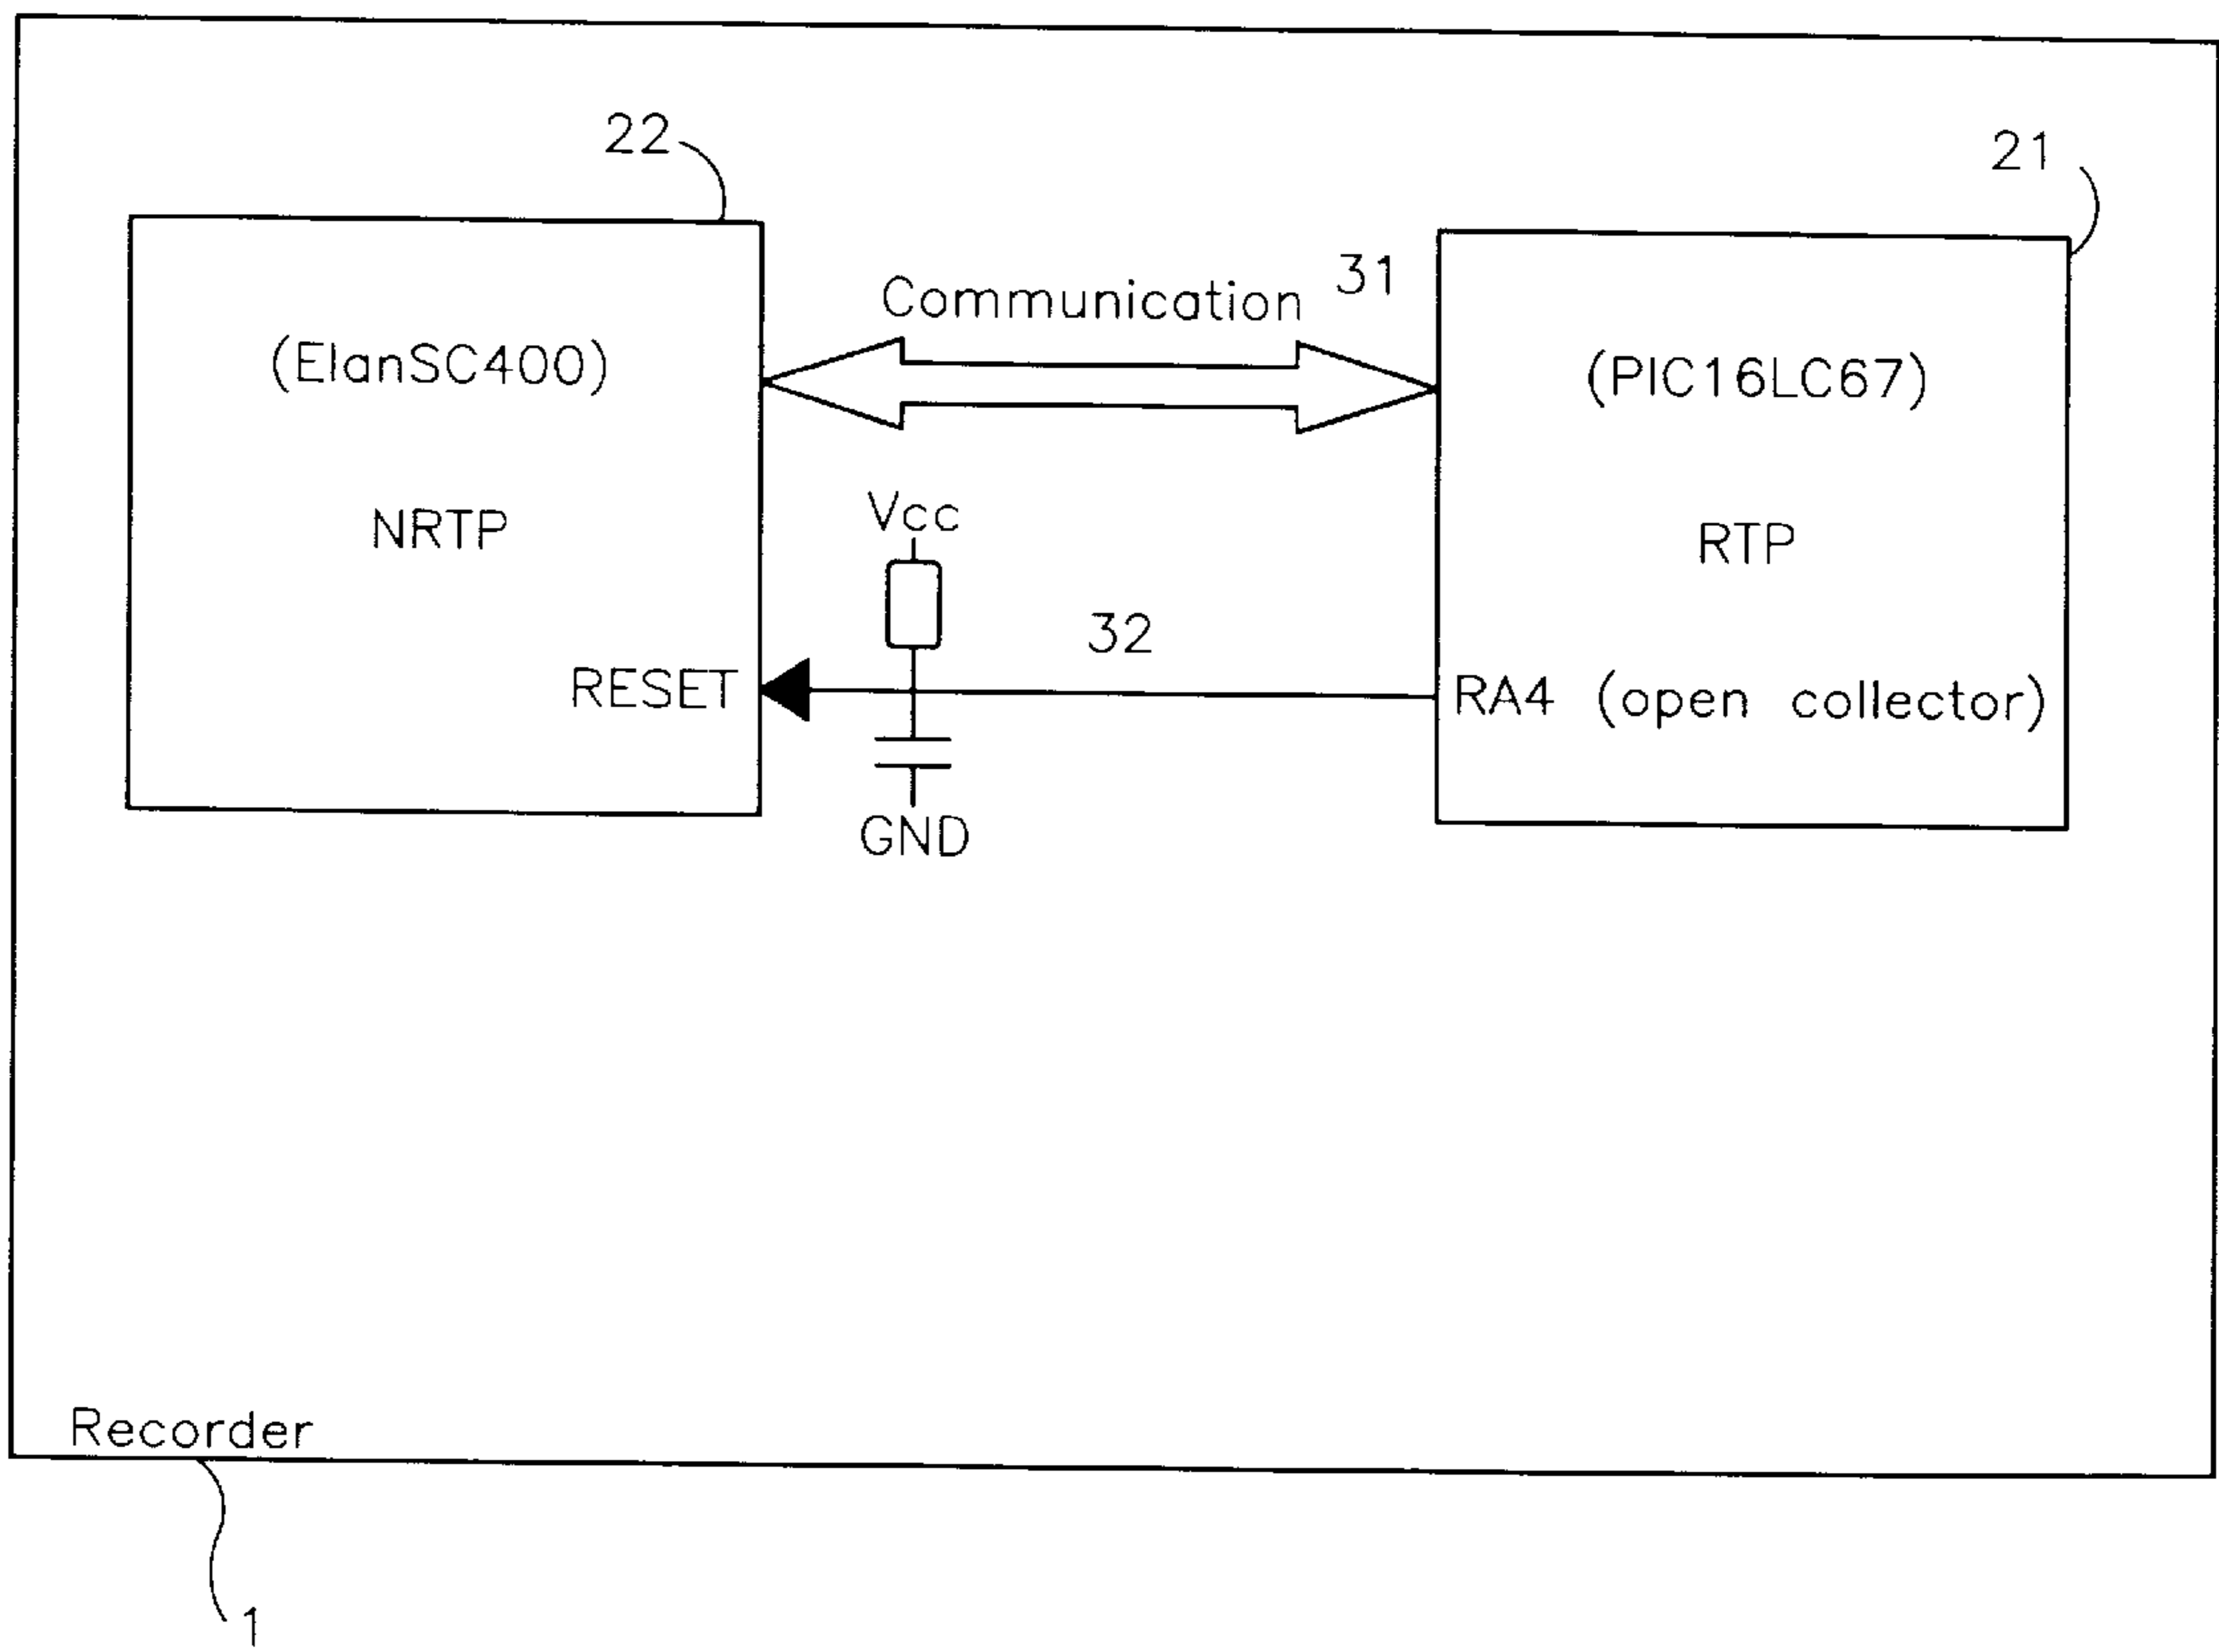 22
21
Communication 31
(ElanSC400)
(PIC16LC67)
Vcc
NRTP
RTP
32
RESET
RA4 (open collector)
GND
Recorder
1